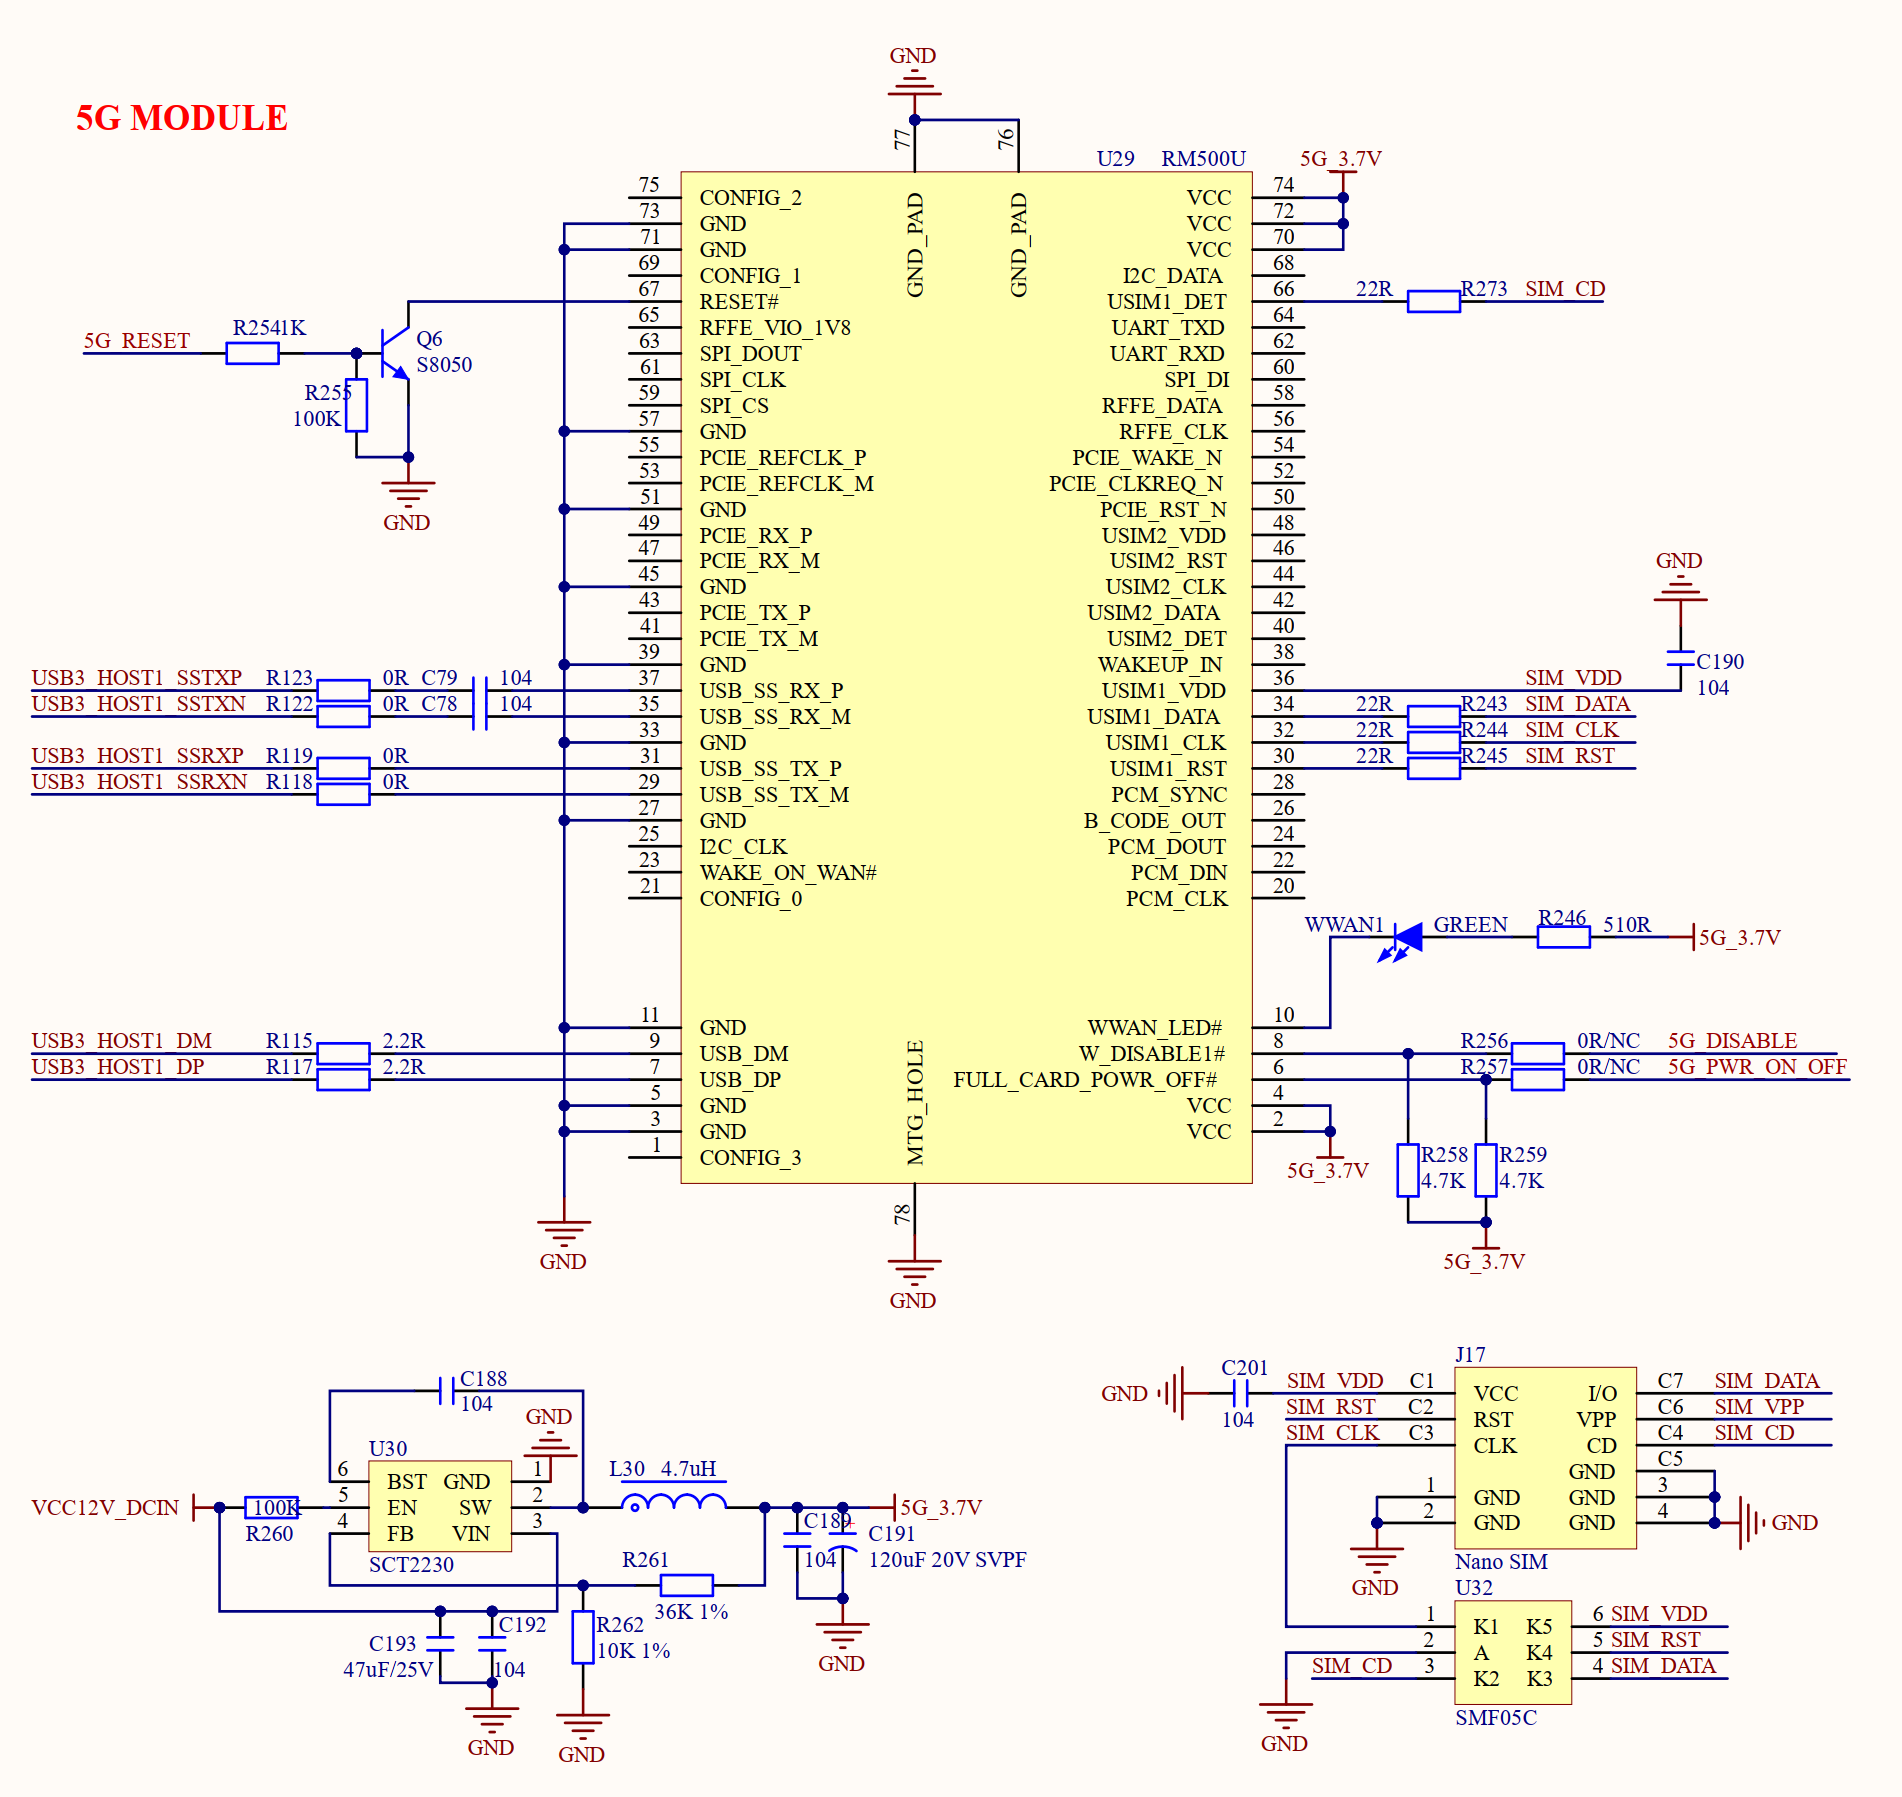 5G MODULE
GND
77
76
U29 RM500U
5G_3.7V
GND_PAD
GND_PAD
75 CONFIG_2 VCC 74
73 GND VCC 72
71 GND VCC 70
69 CONFIG_1 I2C_DATA 68
67 RESET# USIM1_DET 66 22R R273 SIM_CD
65 RFFE_VIO_1V8 UART_TXD 64
63 SPI_DOUT UART_RXD 62
61 SPI_CLK SPI_DI 60
59 SPI_CS RFFE_DATA 58
57 GND RFFE_CLK 56
55 PCIE_REFCLK_P PCIE_WAKE_N 54
53 PCIE_REFCLK_M PCIE_CLKREQ_N 52
51 GND PCIE_RST_N 50
49 PCIE_RX_P USIM2_VDD 48
47 PCIE_RX_M USIM2_RST 46
45 GND USIM2_CLK 44
43 PCIE_TX_P USIM2_DATA 42
41 PCIE_TX_M USIM2_DET 40
39 GND WAKEUP_IN 38
USB3_HOST1_SSTXP R123 0R C79 104 37 USB_SS_RX_P USIM1_VDD 36 SIM_VDD
USB3_HOST1_SSTXN R122 0R C78 104 35 USB_SS_RX_M USIM1_DATA 34 22R R243 SIM_DATA
33 GND USIM1_CLK 32 22R R244 SIM_CLK
USB3_HOST1_SSRXP R119 0R 31 USB_SS_TX_P USIM1_RST 30 22R R245 SIM_RST
USB3_HOST1_SSRXN R118 0R 29 USB_SS_TX_M PCM_SYNC 28
27 GND B_CODE_OUT 26
25 I2C_CLK PCM_DOUT 24
23 WAKE_ON_WAN# PCM_DIN 22
21 CONFIG_0 PCM_CLK 20
11 GND WWAN_LED# 10
USB3_HOST1_DM R115 2.2R 9 USB_DM W_DISABLE1# 8 R256 0R/NC 5G_DISABLE
USB3_HOST1_DP R117 2.2R 7 USB_DP FULL_CARD_POWR_OFF# 6 R257 0R/NC 5G_PWR_ON_OFF
5 GND VCC 4
3 GND VCC 2
1 CONFIG_3
MTG_HOLE
78
GND
GND
5G_RESET R254 1K
Q6
S8050
R255
100K
GND
GND
C190
104
WWAN1 GREEN R246 510R 5G_3.7V
5G_3.7V
R258
4.7K
R259
4.7K
5G_3.7V
C188
104
GND
U30
6 BST GND 1
5 EN SW 2
4 FB VIN 3
SCT2230
VCC12V_DCIN
100K
R260
L30 4.7uH
5G_3.7V
C189
104
+
C191
120uF 20V SVPF
GND
R261
36K 1%
R262
10K 1%
GND
C193
47uF/25V
C192
104
GND
J17
GND C201 104
SIM_VDD C1 VCC I/O C7 SIM_DATA
SIM_RST C2 RST VPP C6 SIM_VPP
SIM_CLK C3 CLK CD C4 SIM_CD
GND C5
1 GND GND 3
2 GND GND 4
GND
GND
Nano SIM
U32
1 K1 K5 6 SIM_VDD
2 A K4 5 SIM_RST
SIM_CD 3 K2 K3 4 SIM_DATA
SMF05C
GND